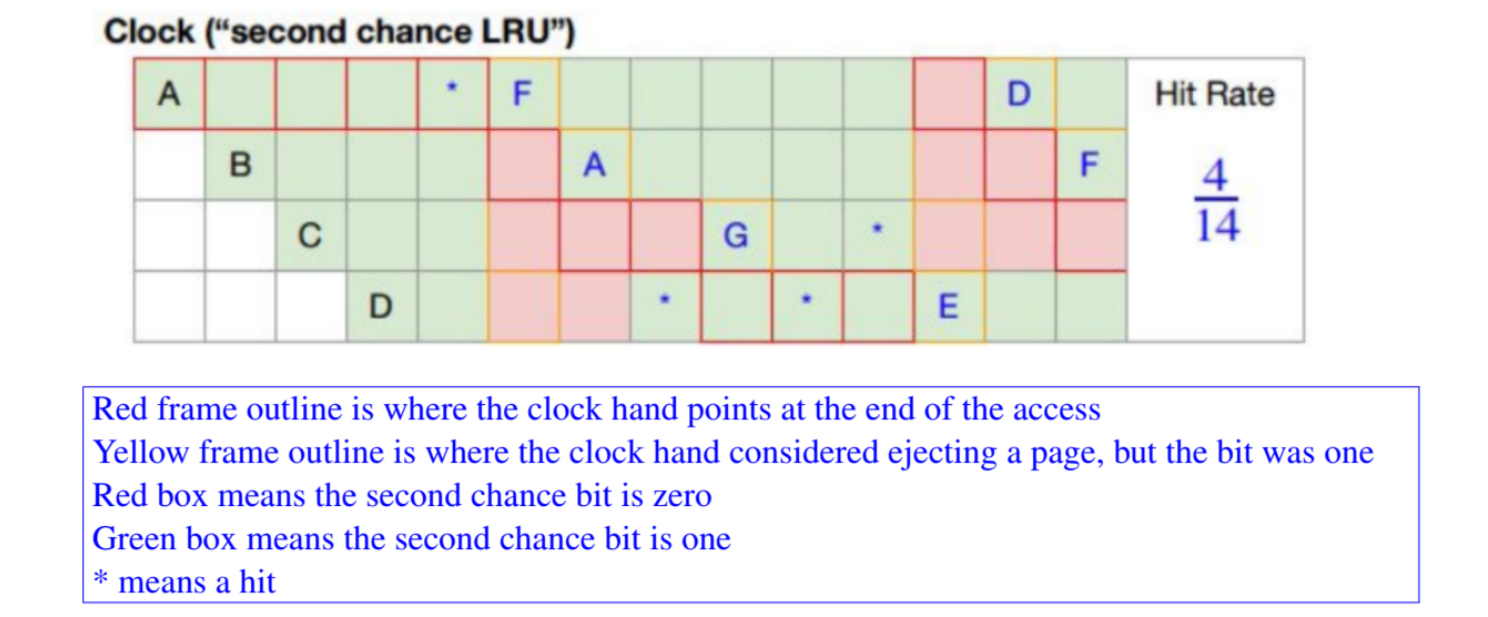 Clock (“second chance LRU”)
A * F D Hit Rate
B A F 4
C G * 14
D * * E
Red frame outline is where the clock hand points at the end of the access
Yellow frame outline is where the clock hand considered ejecting a page, but the bit was one
Red box means the second chance bit is zero
Green box means the second chance bit is one
* means a hit